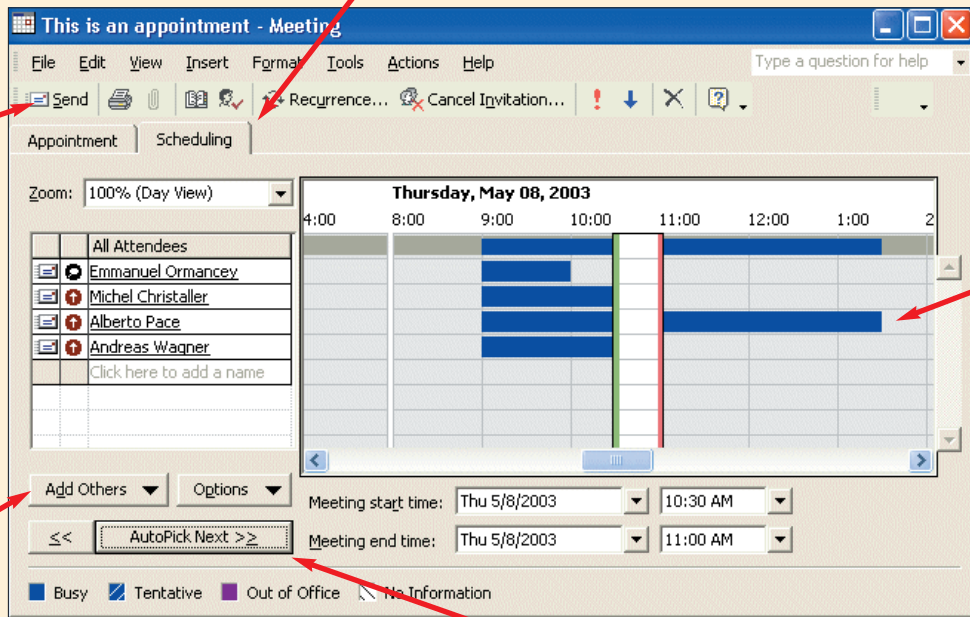 This is an appointment - Meeting
File Edit View Insert Format Tools Actions Help Type a question for help
Send Recurrence... Cancel Invitation...
Appointment Scheduling
Zoom: 100% (Day View)
Thursday, May 08, 2003
4:00 8:00 9:00 10:00 11:00 12:00 1:00 2
All Attendees
Emmanuel Ormancey
Michel Christaller
Alberto Pace
Andreas Wagner
Click here to add a name
Add Others Options
Meeting start time: Thu 5/8/2003 10:30 AM
<< AutoPick Next >>
Meeting end time: Thu 5/8/2003 11:00 AM
Busy Tentative Out of Office No Information